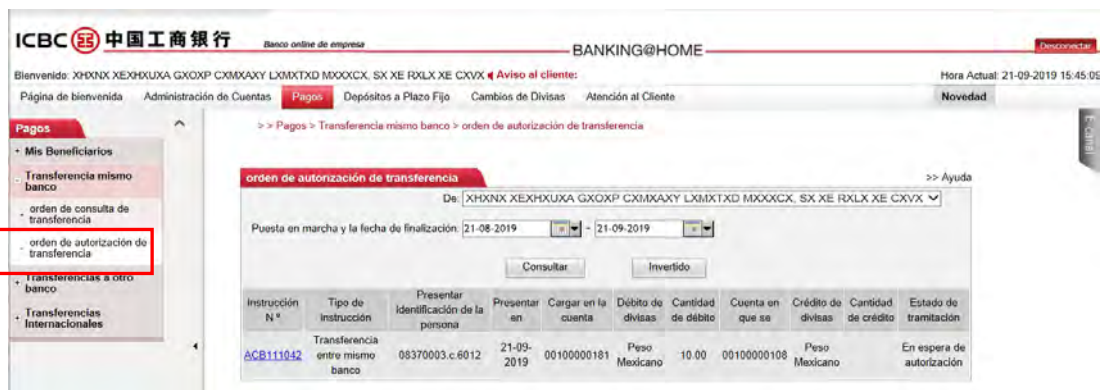 ICBC 中国工商银行 Banco online de empresa
BANKING@HOME
Desconectar
Bienvenido: XHXNX XEXHXUXA GXOXP CXMXAXY LXMXTXD MXXXCX, SX XE RXLX XE CXVX Aviso al cliente:
Hora Actual: 21-09-2019 15:45:09
Página de bienvenida Administración de Cuentas Pagos Depósitos a Plazo Fijo Cambios de Divisas Atención al Cliente Novedad
E-canal
Pagos
Mis Beneficiarios
Transferencia mismo
banco
orden de consulta de
transferencia
orden de autorización de
transferencia
Transferencias a otro
banco
Transferencias
Internacionales
> > Pagos > Transferencia mismo banco > orden de autorización de transferencia
orden de autorización de transferencia
>> Ayuda
De: XHXNX XEXHXUXA GXOXP CXMXAXY LXMXTXD MXXXCX, SX XE RXLX XE CXVX
Puesta en marcha y la fecha de finalización: 21-08-2019 - 21-09-2019
Consultar Invertido
Instrucción
N º
Tipo de
instrucción
Presentar
identificación de la
persona
Presentar
en
Cargar en la
cuenta
Débito de
divisas
Cantidad
de débito
Cuenta en
que se
Crédito de
divisas
Cantidad
de crédito
Estado de
tramitación
ACB111042
Transferencia
entre mismo
banco
08370003.c.6012
21-09-
2019
00100000181
Peso
Mexicano
10.00
00100000108
Peso
Mexicano
En espera de
autorización